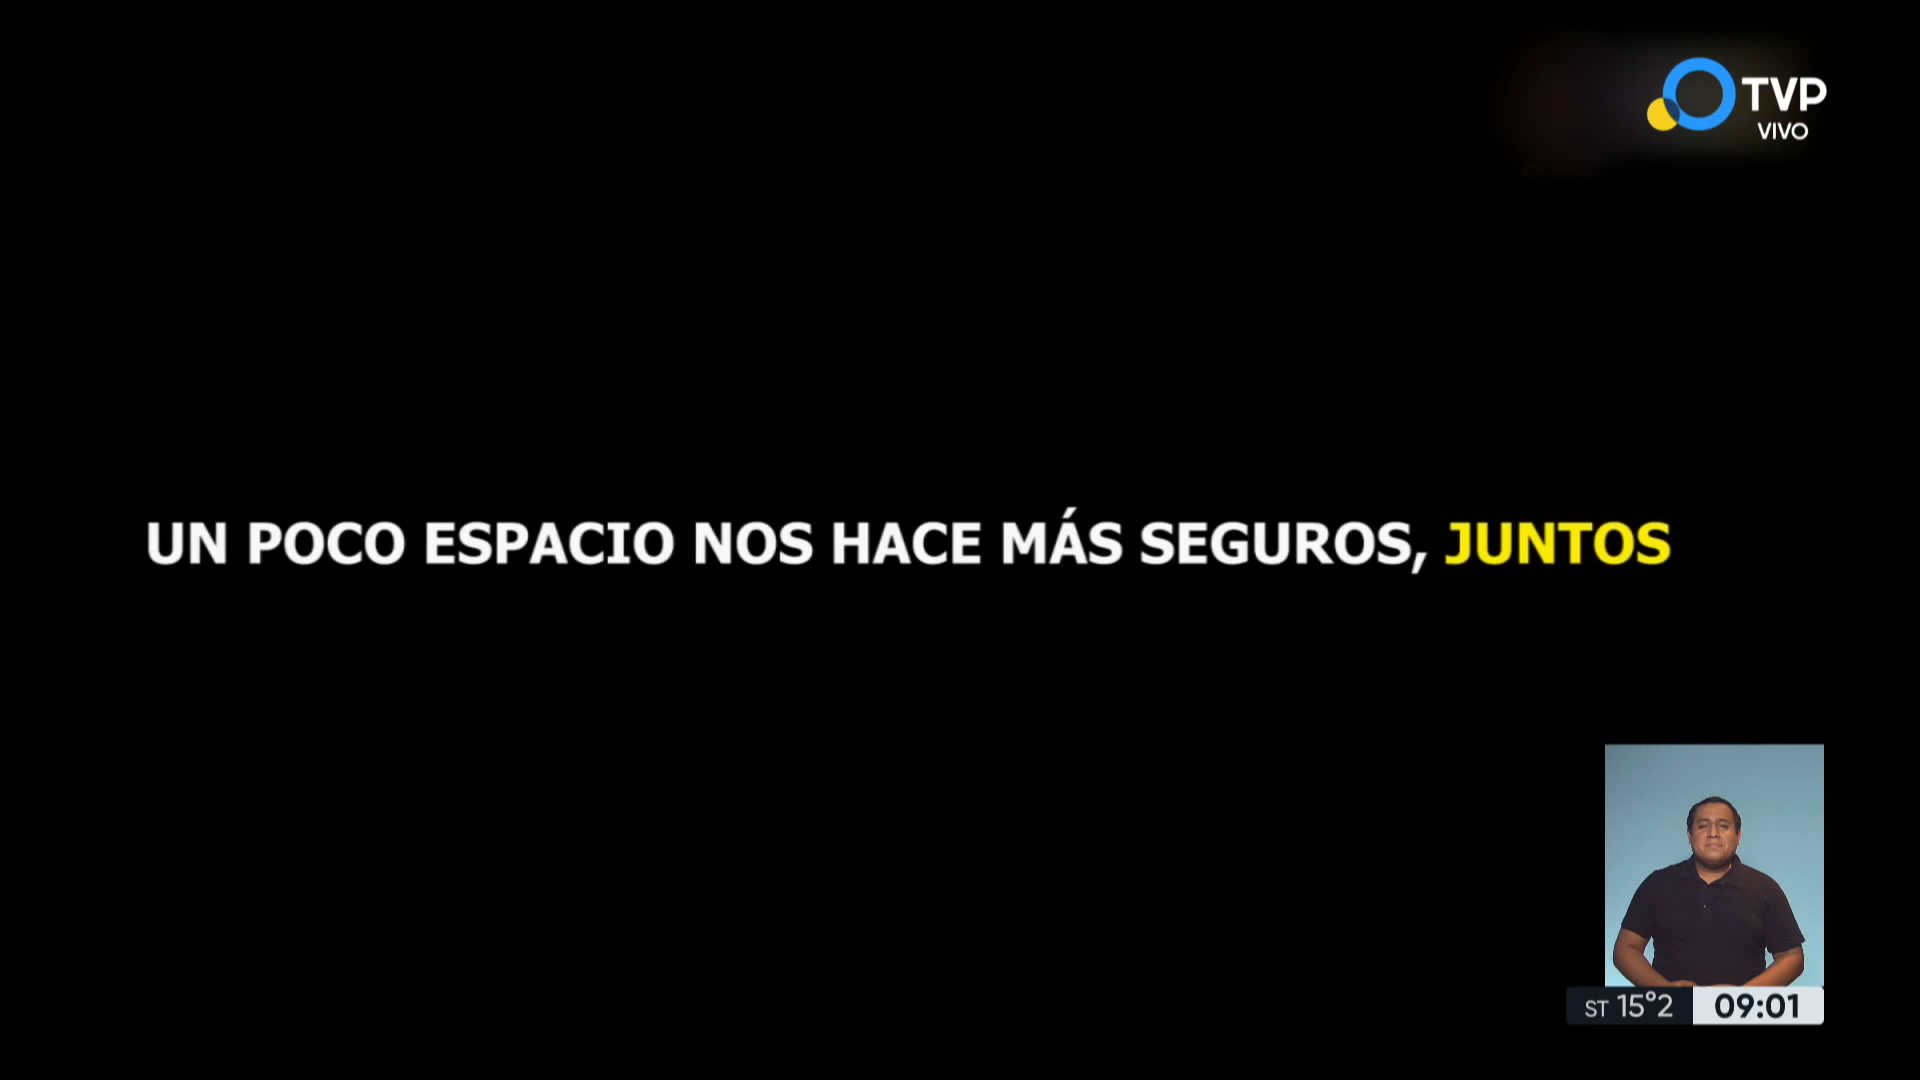 TVP
VIVO
UN POCO ESPACIO NOS HACE MÁS SEGUROS, JUNTOS
ST 15°2 09:01